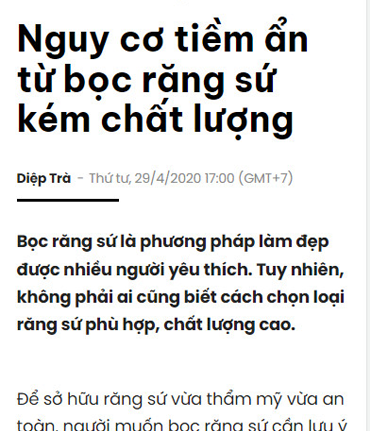 Nguy cơ tiềm ẩn
từ bọc răng sứ
kém chất lượng
Diệp Trà - Thứ tư, 29/4/2020 17:00 (GMT+7)
Bọc răng sứ là phương pháp làm đẹp
được nhiều người yêu thích. Tuy nhiên,
không phải ai cũng biết cách chọn loại
răng sứ phù hợp, chất lượng cao.
Để sở hữu răng sứ vừa thẩm mỹ vừa an
toàn, người muốn bọc răng sứ cần lưu ý